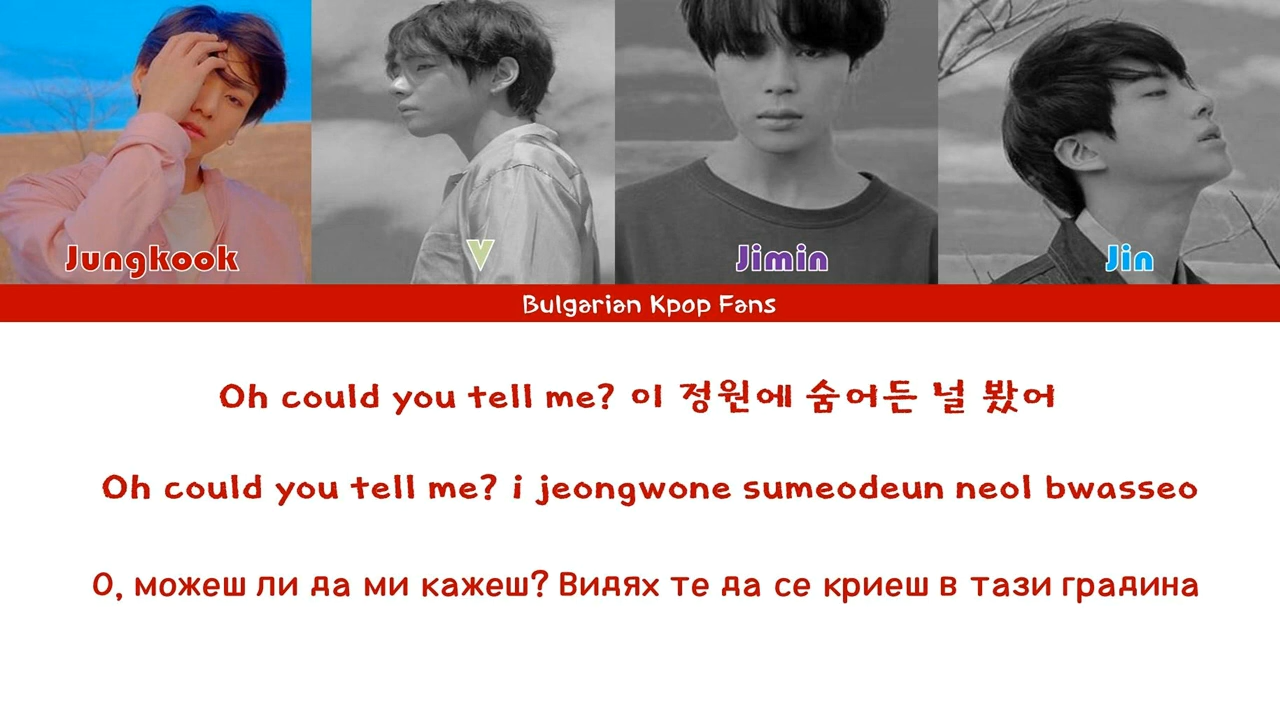 Jungkook
V
Jimin
Jin
Bulgarian Kpop Fans
Oh could you tell me? 이 정원에 숨어든 널 봤어
Oh could you tell me? i jeongwone sumeodeun neol bwasseo
О, можеш ли да ми кажеш? Видях те да се криеш в тази градина